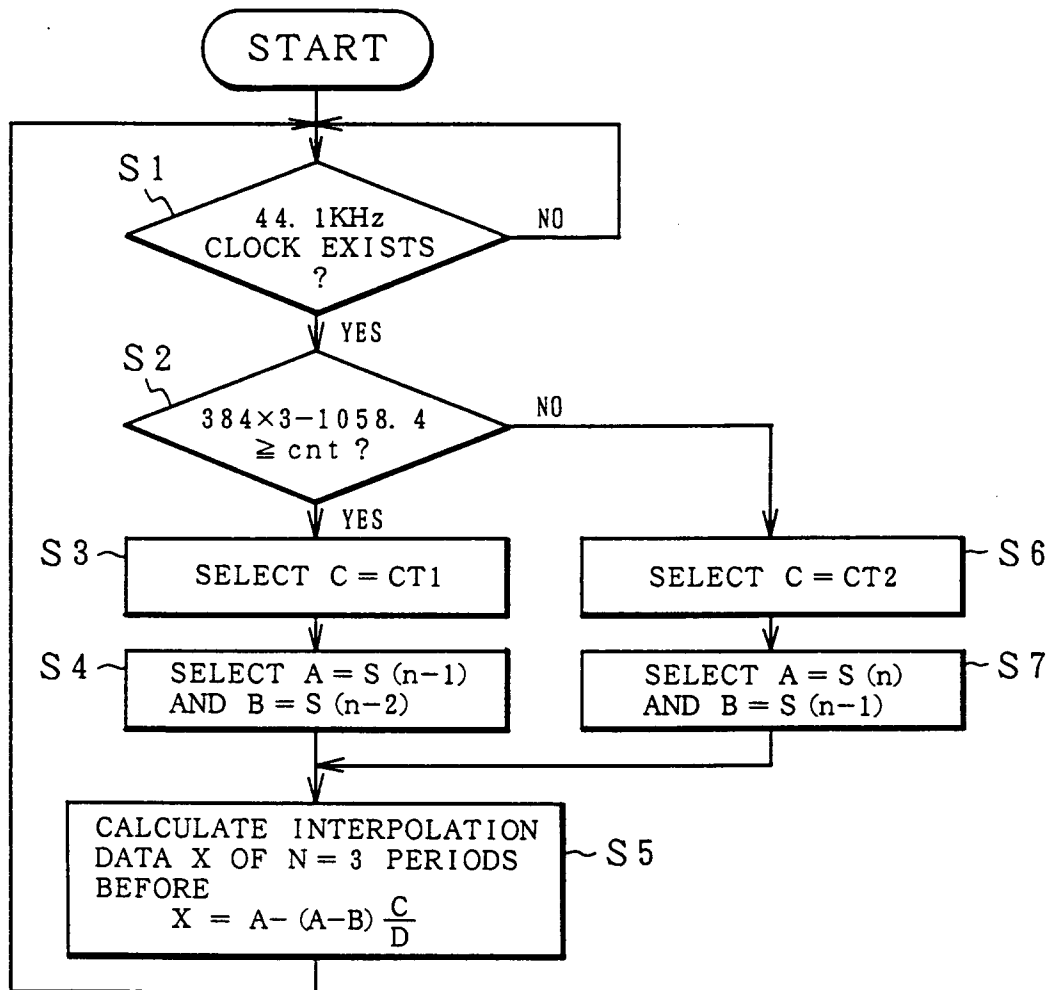 START
S1
44. 1KHz
CLOCK EXISTS
?
NO
YES
S2
384×3−1058. 4
≧ cnt ?
NO
YES
S3
SELECT C = CT1
S6
SELECT C = CT2
S4
SELECT A = S (n−1)
AND B = S (n−2)
S7
SELECT A = S (n)
AND B = S (n−1)
CALCULATE INTERPOLATION
DATA X OF N = 3 PERIODS
BEFORE
X = A− (A−B) C/D
S5